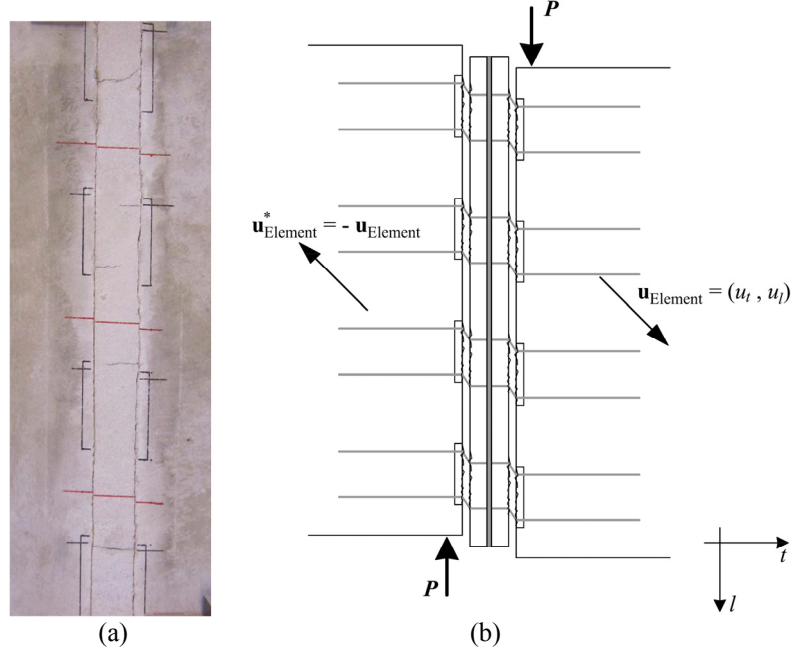 P
u*Element = - uElement
uElement = (ut , ul)
t
P
l
(a)
(b)